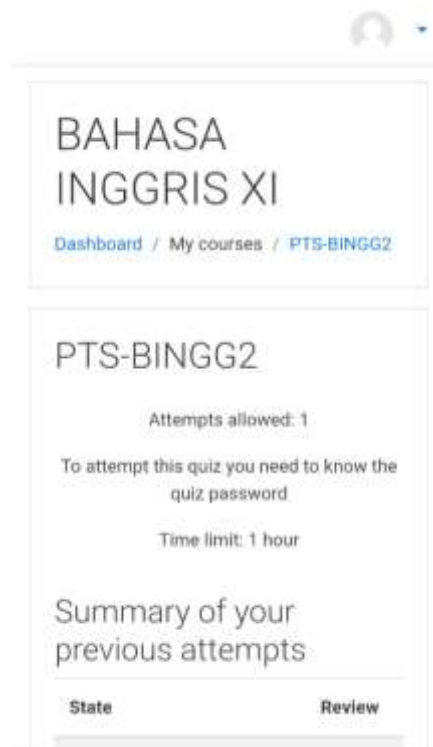 BAHASA
INGGRIS XI
Dashboard / My courses / PTS-BINGG2
PTS-BINGG2
Attempts allowed: 1
To attempt this quiz you need to know the
quiz password
Time limit: 1 hour
Summary of your
previous attempts
State Review